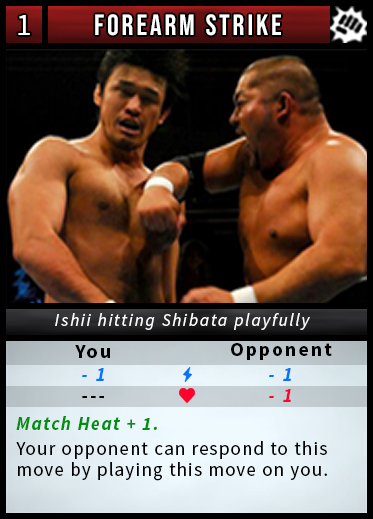 1 FOREARM STRIKE
Ishii hitting Shibata playfully
You Opponent
- 1 - 1
--- - 1
Match Heat + 1.
Your opponent can respond to this
move by playing this move on you.